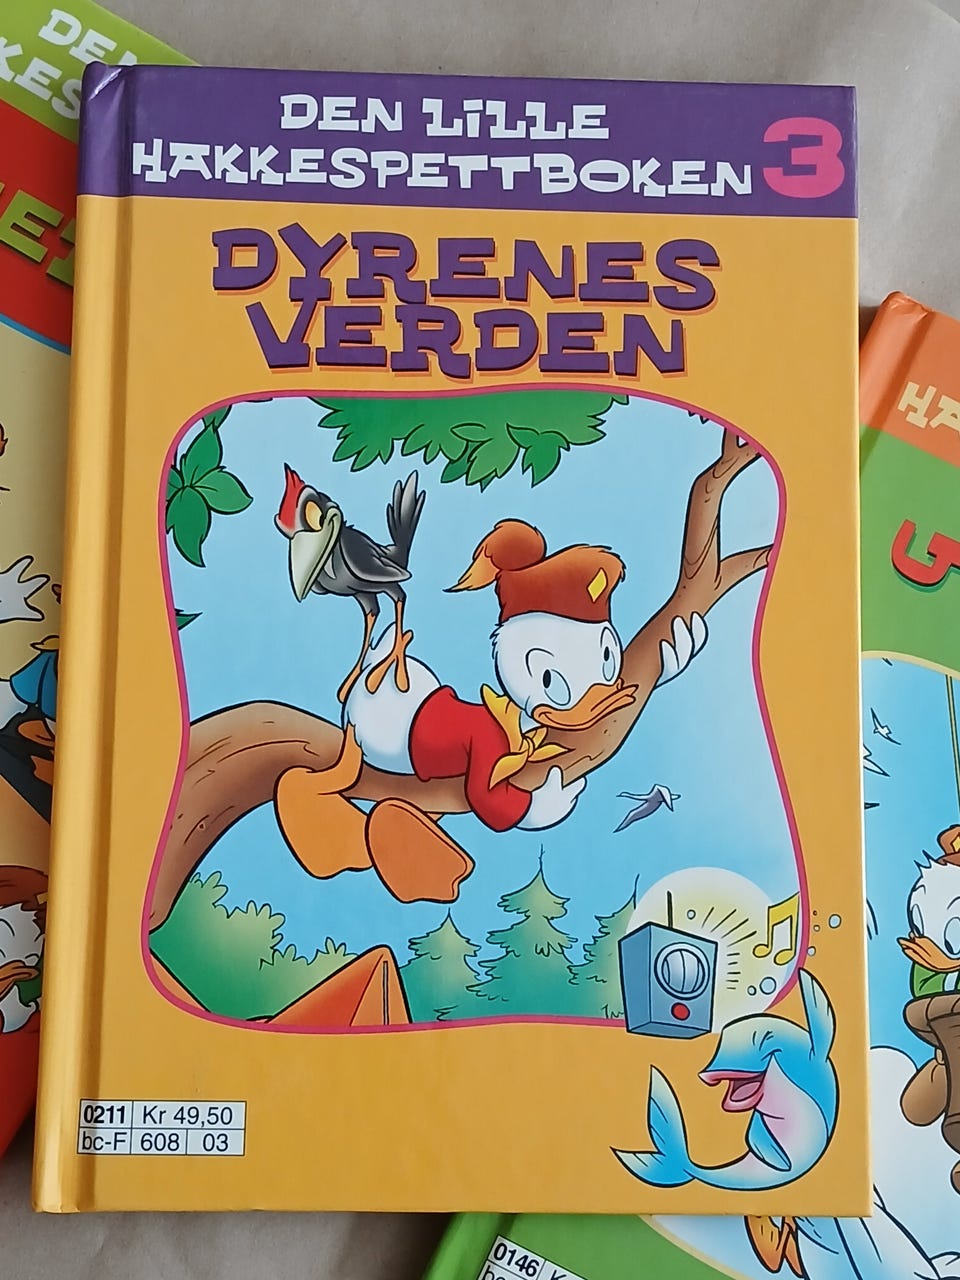 DEN LILLE
HAKKESPETTBOKEN 3
DYRENES
VERDEN
0211 Kr 49,50
bc-F 608 03
0146